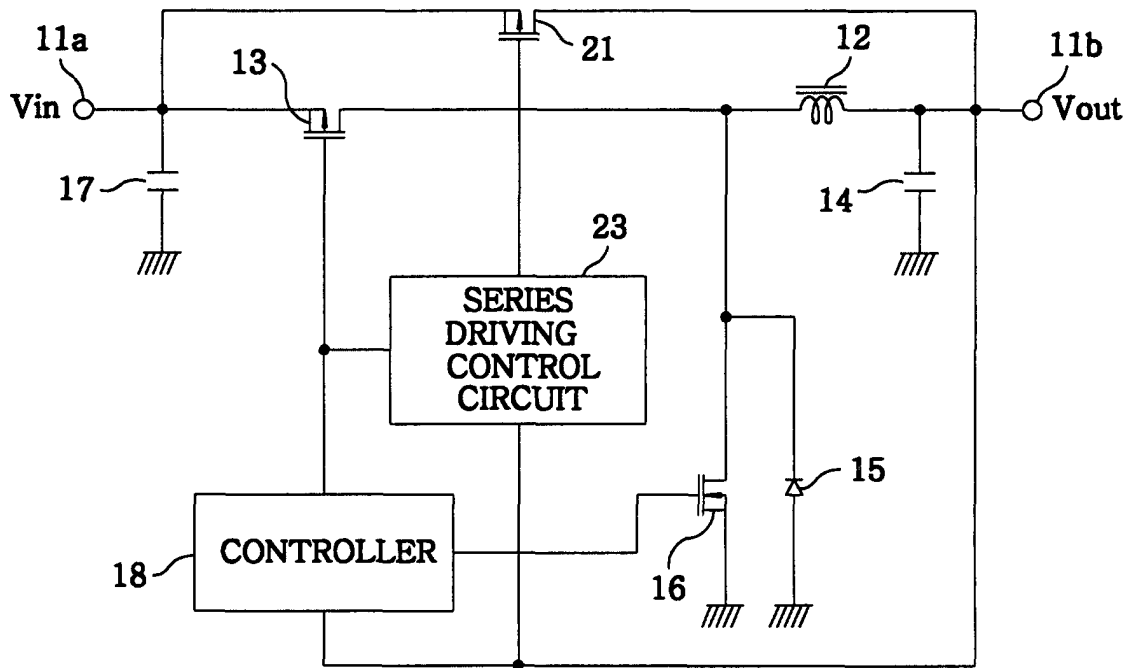 11a
Vin
13
21
12
11b
Vout
17
14
23
SERIES
DRIVING
CONTROL
CIRCUIT
15
16
18
CONTROLLER